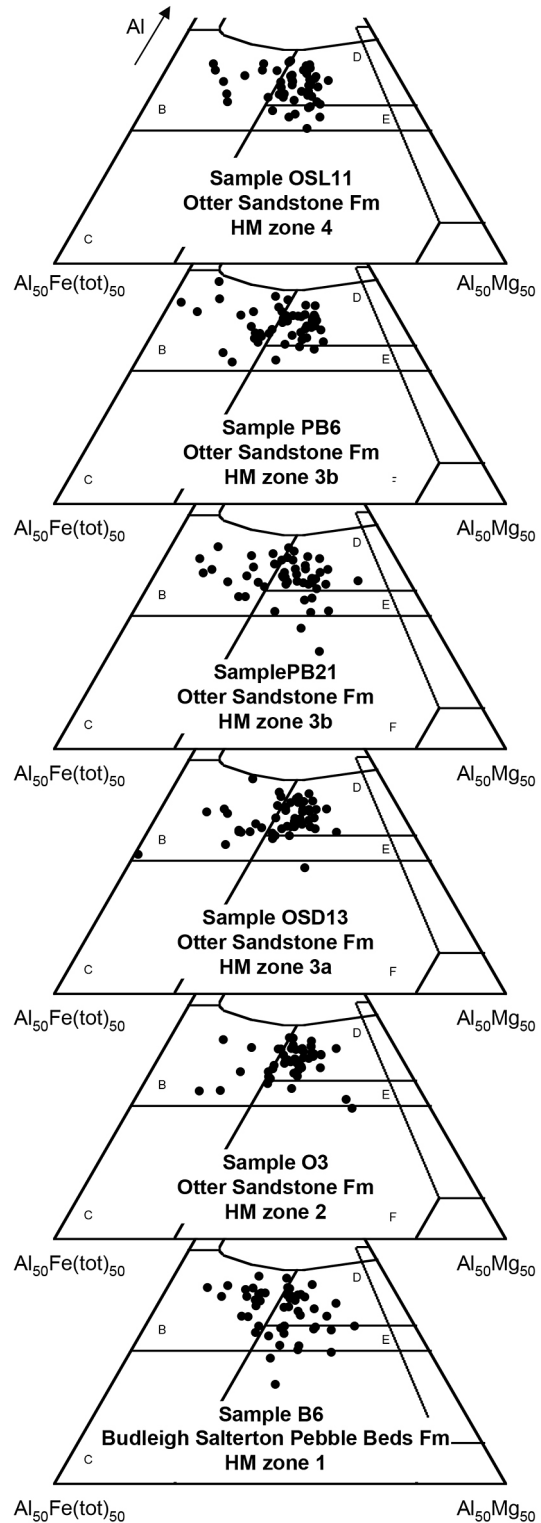 Al
D
B
E
Sample OSL11
Otter Sandstone Fm
HM zone 4
C
Al₅₀Fe(tot)₅₀ Al₅₀Mg₅₀
D
B
E
Sample PB6
Otter Sandstone Fm
HM zone 3b
C
Al₅₀Fe(tot)₅₀ Al₅₀Mg₅₀
D
B
E
SamplePB21
Otter Sandstone Fm
HM zone 3b
C F
Al₅₀Fe(tot)₅₀ Al₅₀Mg₅₀
D
B
E
Sample OSD13
Otter Sandstone Fm
HM zone 3a
C F
Al₅₀Fe(tot)₅₀ Al₅₀Mg₅₀
D
B
E
Sample O3
Otter Sandstone Fm
HM zone 2
C F
Al₅₀Fe(tot)₅₀ Al₅₀Mg₅₀
D
B
E
Sample B6
Budleigh Salterton Pebble Beds Fm
HM zone 1
C
Al₅₀Fe(tot)₅₀ Al₅₀Mg₅₀